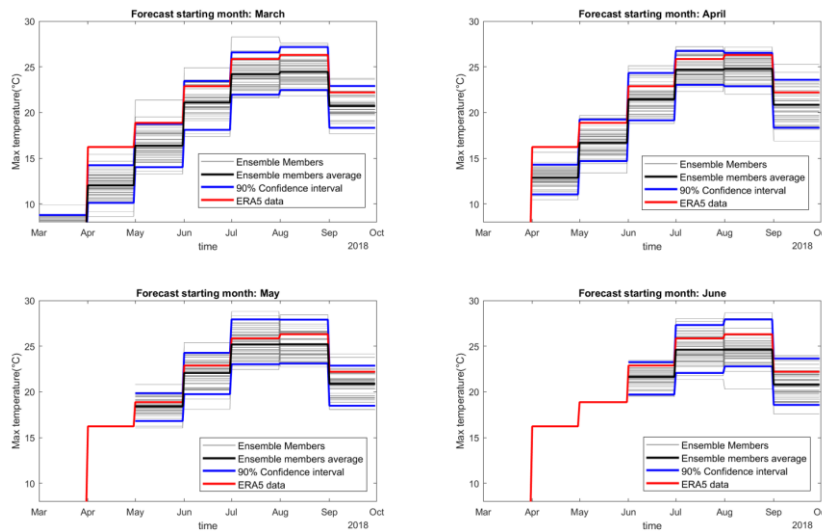 Forecast starting month: March
30
25
20
15
10
Max temperature(°C)
Ensemble Members
Ensemble members average
90% Confidence interval
ERA5 data
Mar Apr May Jun Jul Aug Sep Oct
time
2018
Forecast starting month: April
30
25
20
15
10
Max temperature(°C)
Ensemble Members
Ensemble members average
90% Confidence interval
ERA5 data
Mar Apr May Jun Jul Aug Sep Oct
time
2018
Forecast starting month: May
30
25
20
15
10
Max temperature(°C)
Ensemble Members
Ensemble members average
90% Confidence interval
ERA5 data
Mar Apr May Jun Jul Aug Sep Oct
time
2018
Forecast starting month: June
30
25
20
15
10
Max temperature(°C)
Ensemble Members
Ensemble members average
90% Confidence interval
ERA5 data
Mar Apr May Jun Jul Aug Sep Oct
time
2018